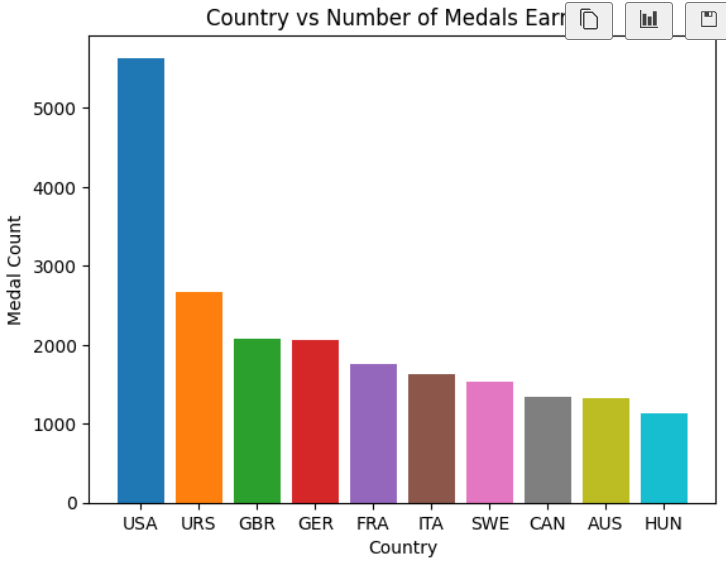 Country vs Number of Medals
5000
4000
3000
2000
1000
0
Medal Count
USA URS GBR GER FRA ITA SWE CAN AUS HUN
Country